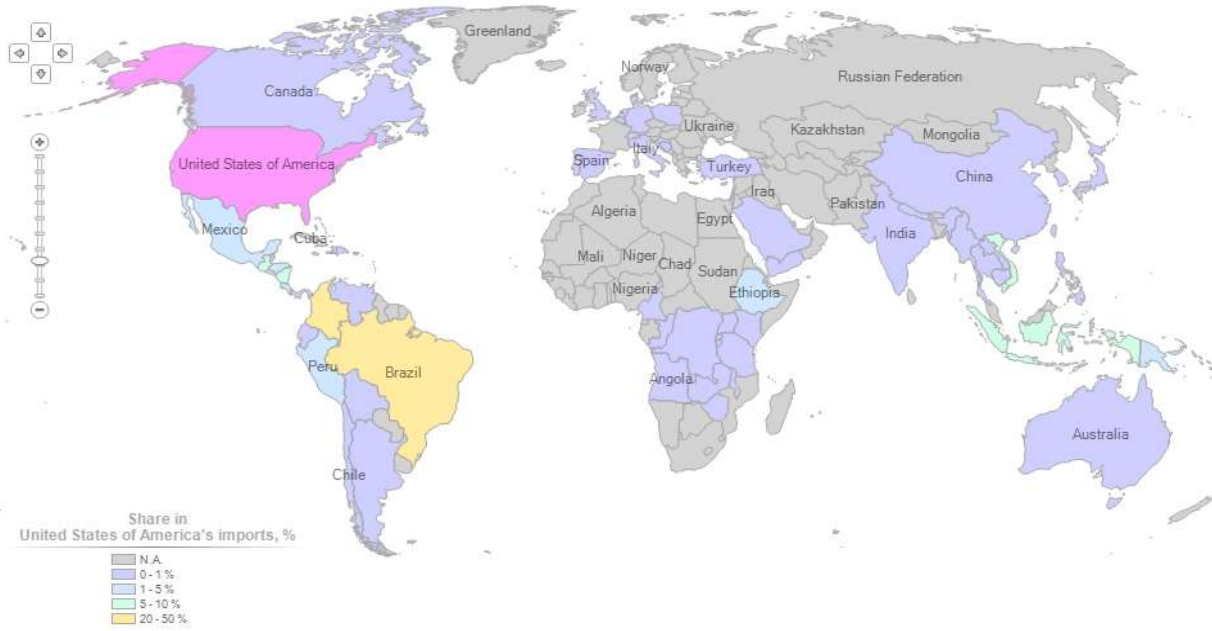 Greenland
Norway
Russian Federation
Canada
Ukraine
Kazakhstan
Mongolia
Italy
Spain
United States of America
Turkey
China
Iraq
Pakistan
Algeria
Egypt
Mexico
India
Cuba
Mali
Niger
Chad
Sudan
Nigeria
Ethiopia
Peru
Brazil
Angola
Australia
Chile
Share in
United States of America's imports, %
N.A.
0 - 1 %
1 - 5 %
5 - 10 %
20 - 50 %